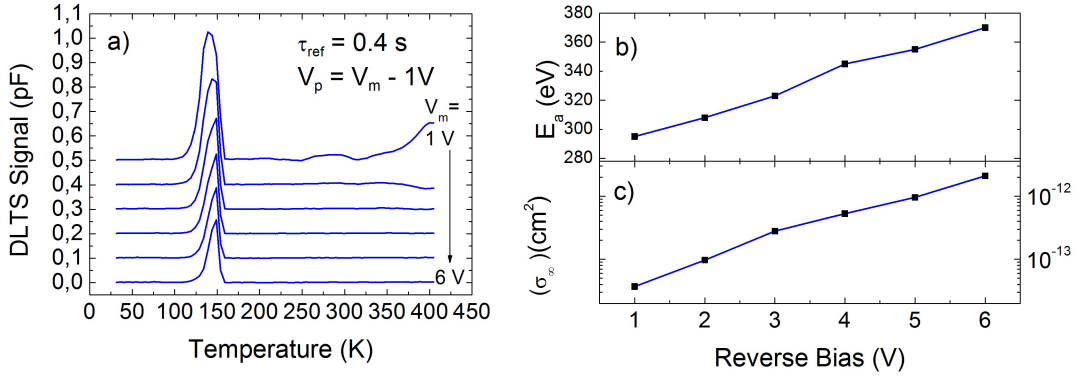 a)
τref = 0.4 s
Vp = Vm - 1V
Vm =
1 V
6 V
DLTS Signal (pF)
1,1
1,0
0,9
0,8
0,7
0,6
0,5
0,4
0,3
0,2
0,1
0,0
0 50 100 150 200 250 300 350 400 450
Temperature (K)
b)
Ea (eV)
380
360
340
320
300
280
c)
(σ∞)(cm²)
10⁻¹²
10⁻¹³
1 2 3 4 5 6
Reverse Bias (V)